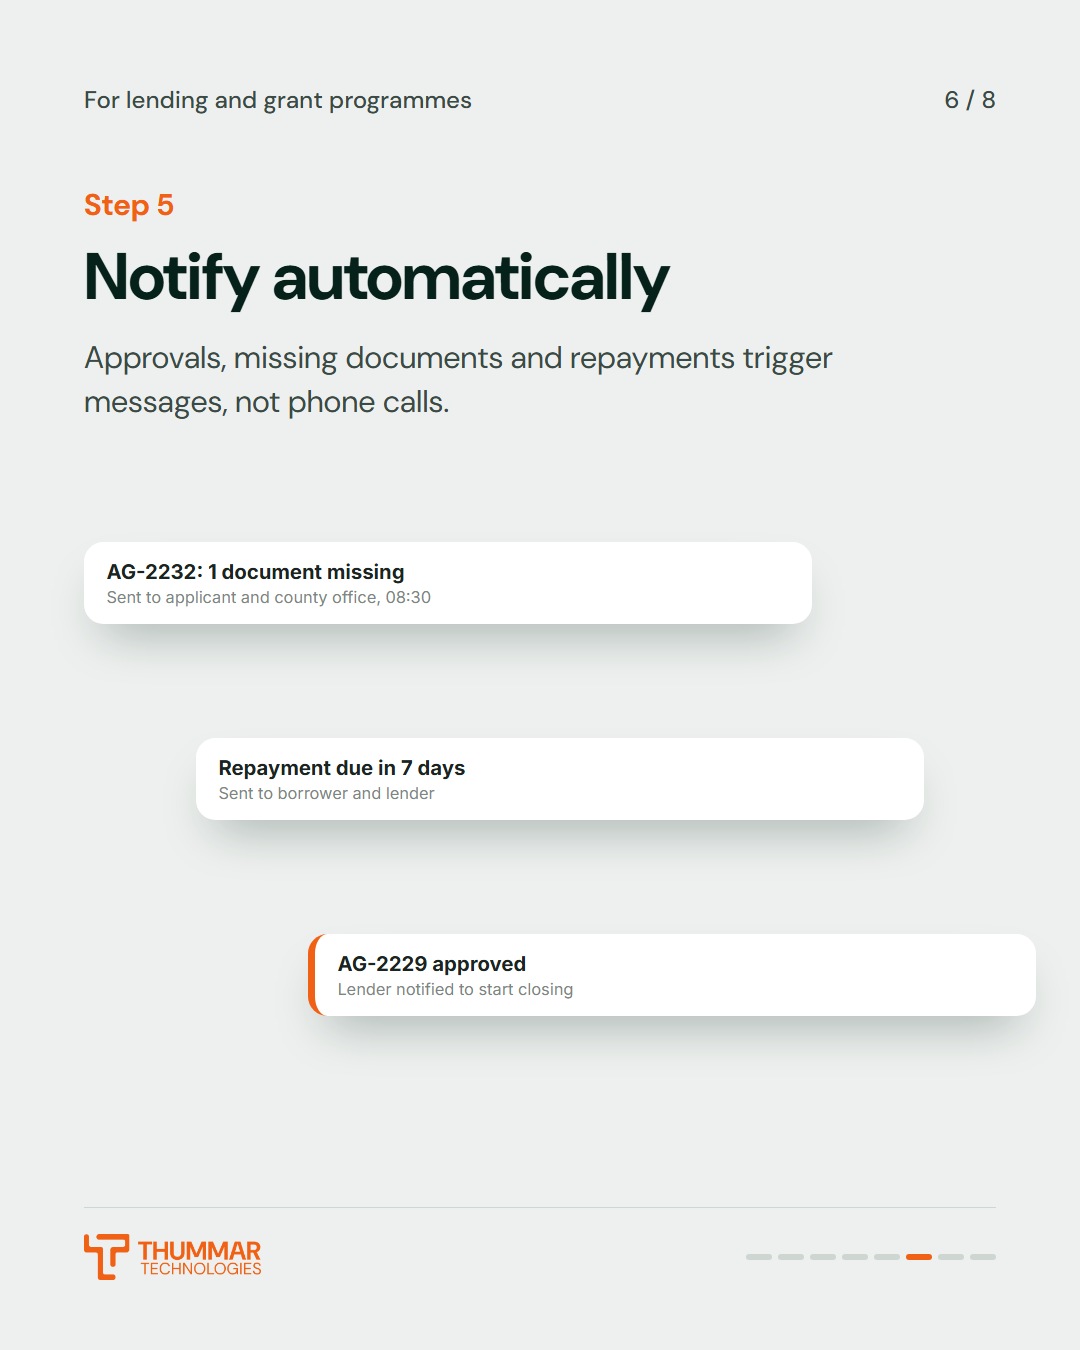 For lending and grant programmes
6 / 8
Step 5
Notify automatically
Approvals, missing documents and repayments trigger
messages, not phone calls.
AG-2232: 1 document missing
Sent to applicant and county office, 08:30
Repayment due in 7 days
Sent to borrower and lender
AG-2229 approved
Lender notified to start closing
THUMMAR
TECHNOLOGIES